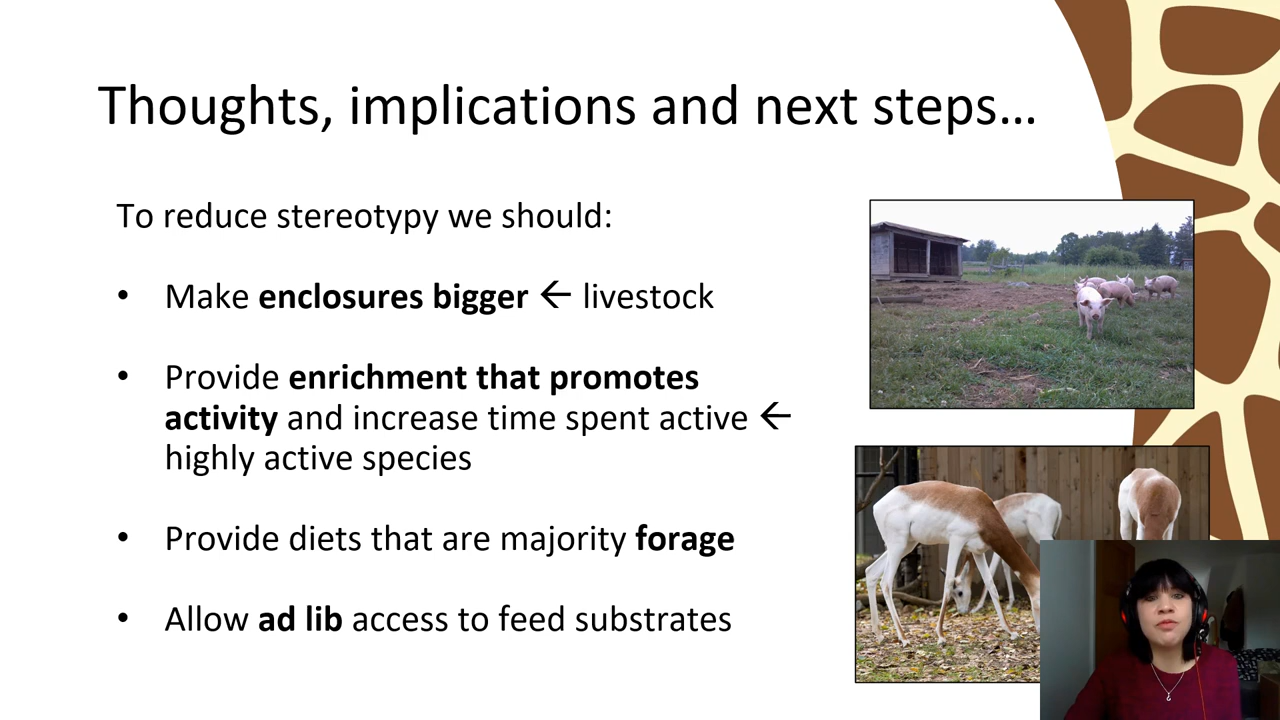 Thoughts, implications and next steps…
To reduce stereotypy we should:
• Make enclosures bigger ← livestock
• Provide enrichment that promotes
activity and increase time spent active ←
highly active species
• Provide diets that are majority forage
• Allow ad lib access to feed substrates